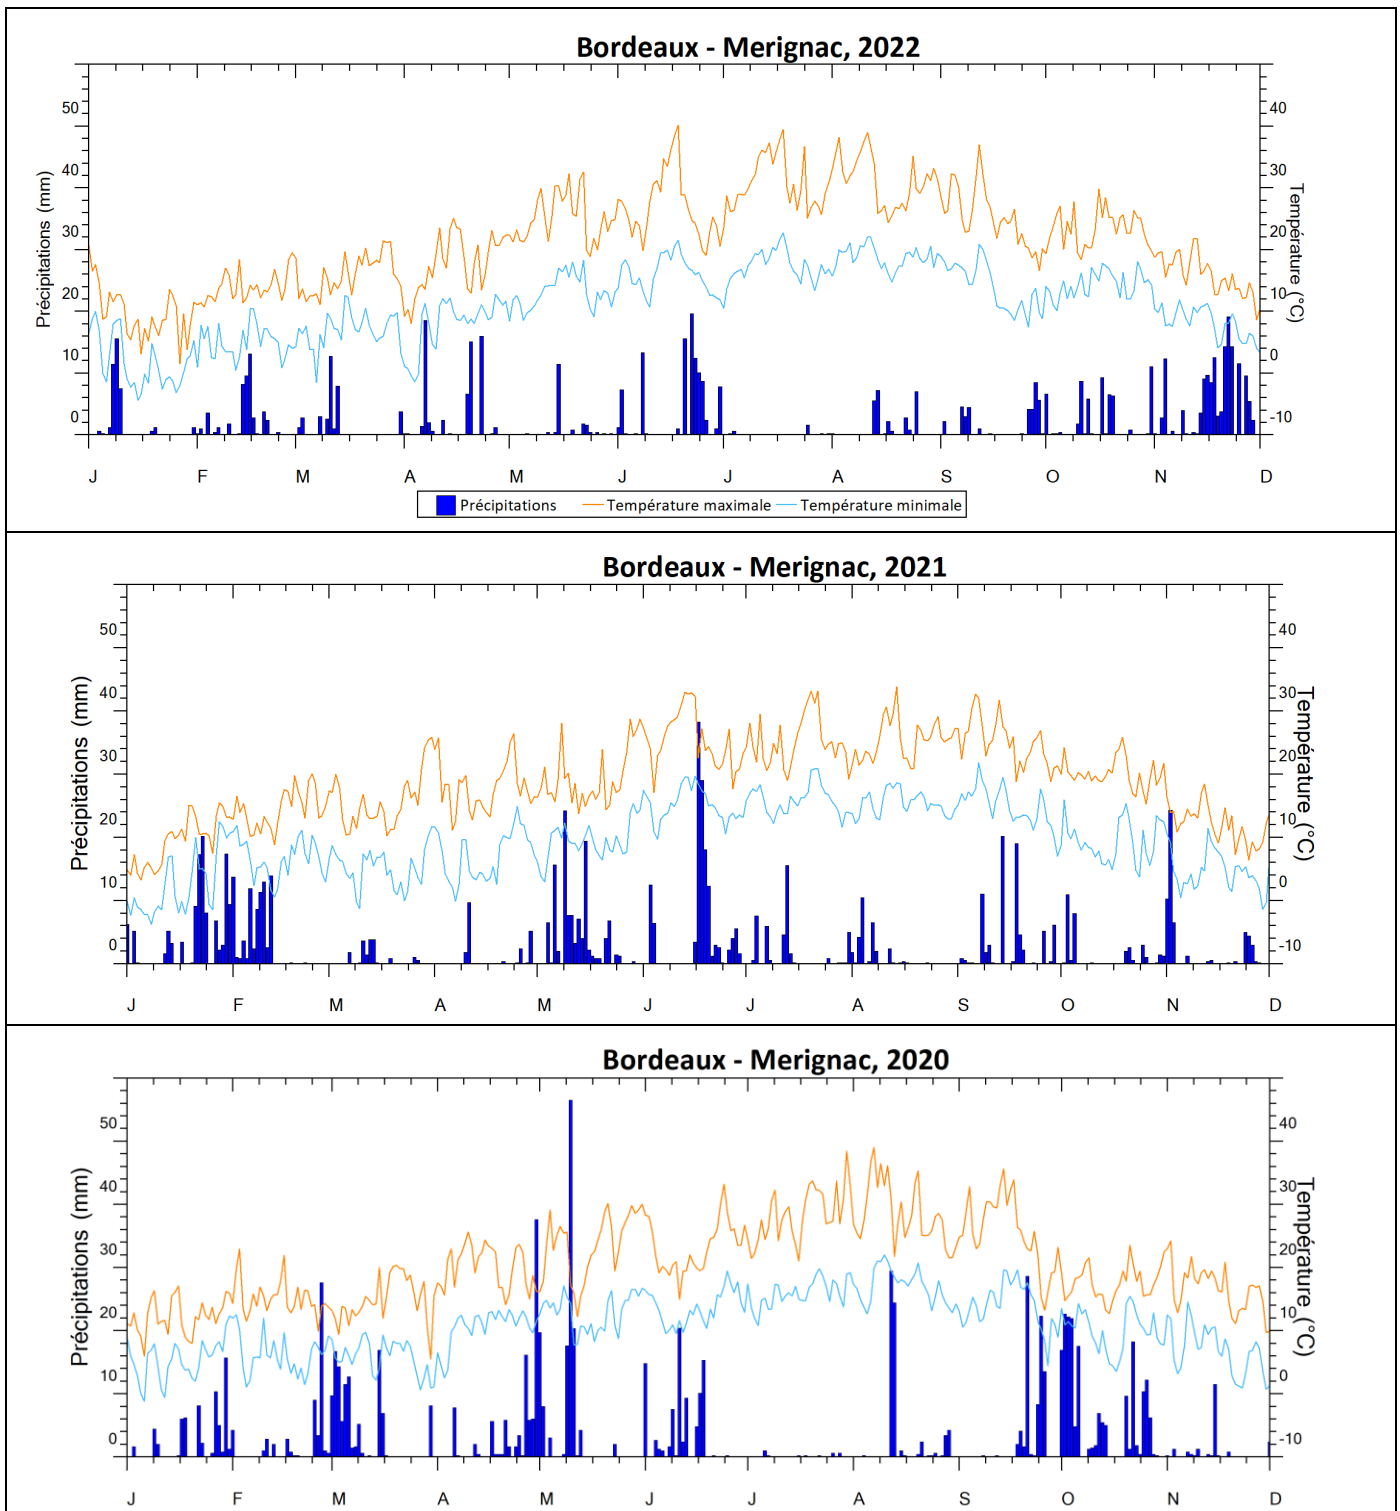 Bordeaux - Merignac, 2022
50
40
30
20
10
0
Précipitations (mm)
40
30
20
10
0
-10
Température (°C)
J F M A M J J A S O N D
Précipitations Température maximale Température minimale
Bordeaux - Merignac, 2021
50
40
30
20
10
0
Précipitations (mm)
40
30
20
10
0
-10
Température (°C)
J F M A M J J A S O N D
Bordeaux - Merignac, 2020
50
40
30
20
10
0
Précipitations (mm)
40
30
20
10
0
-10
Température (°C)
J F M A M J J A S O N D